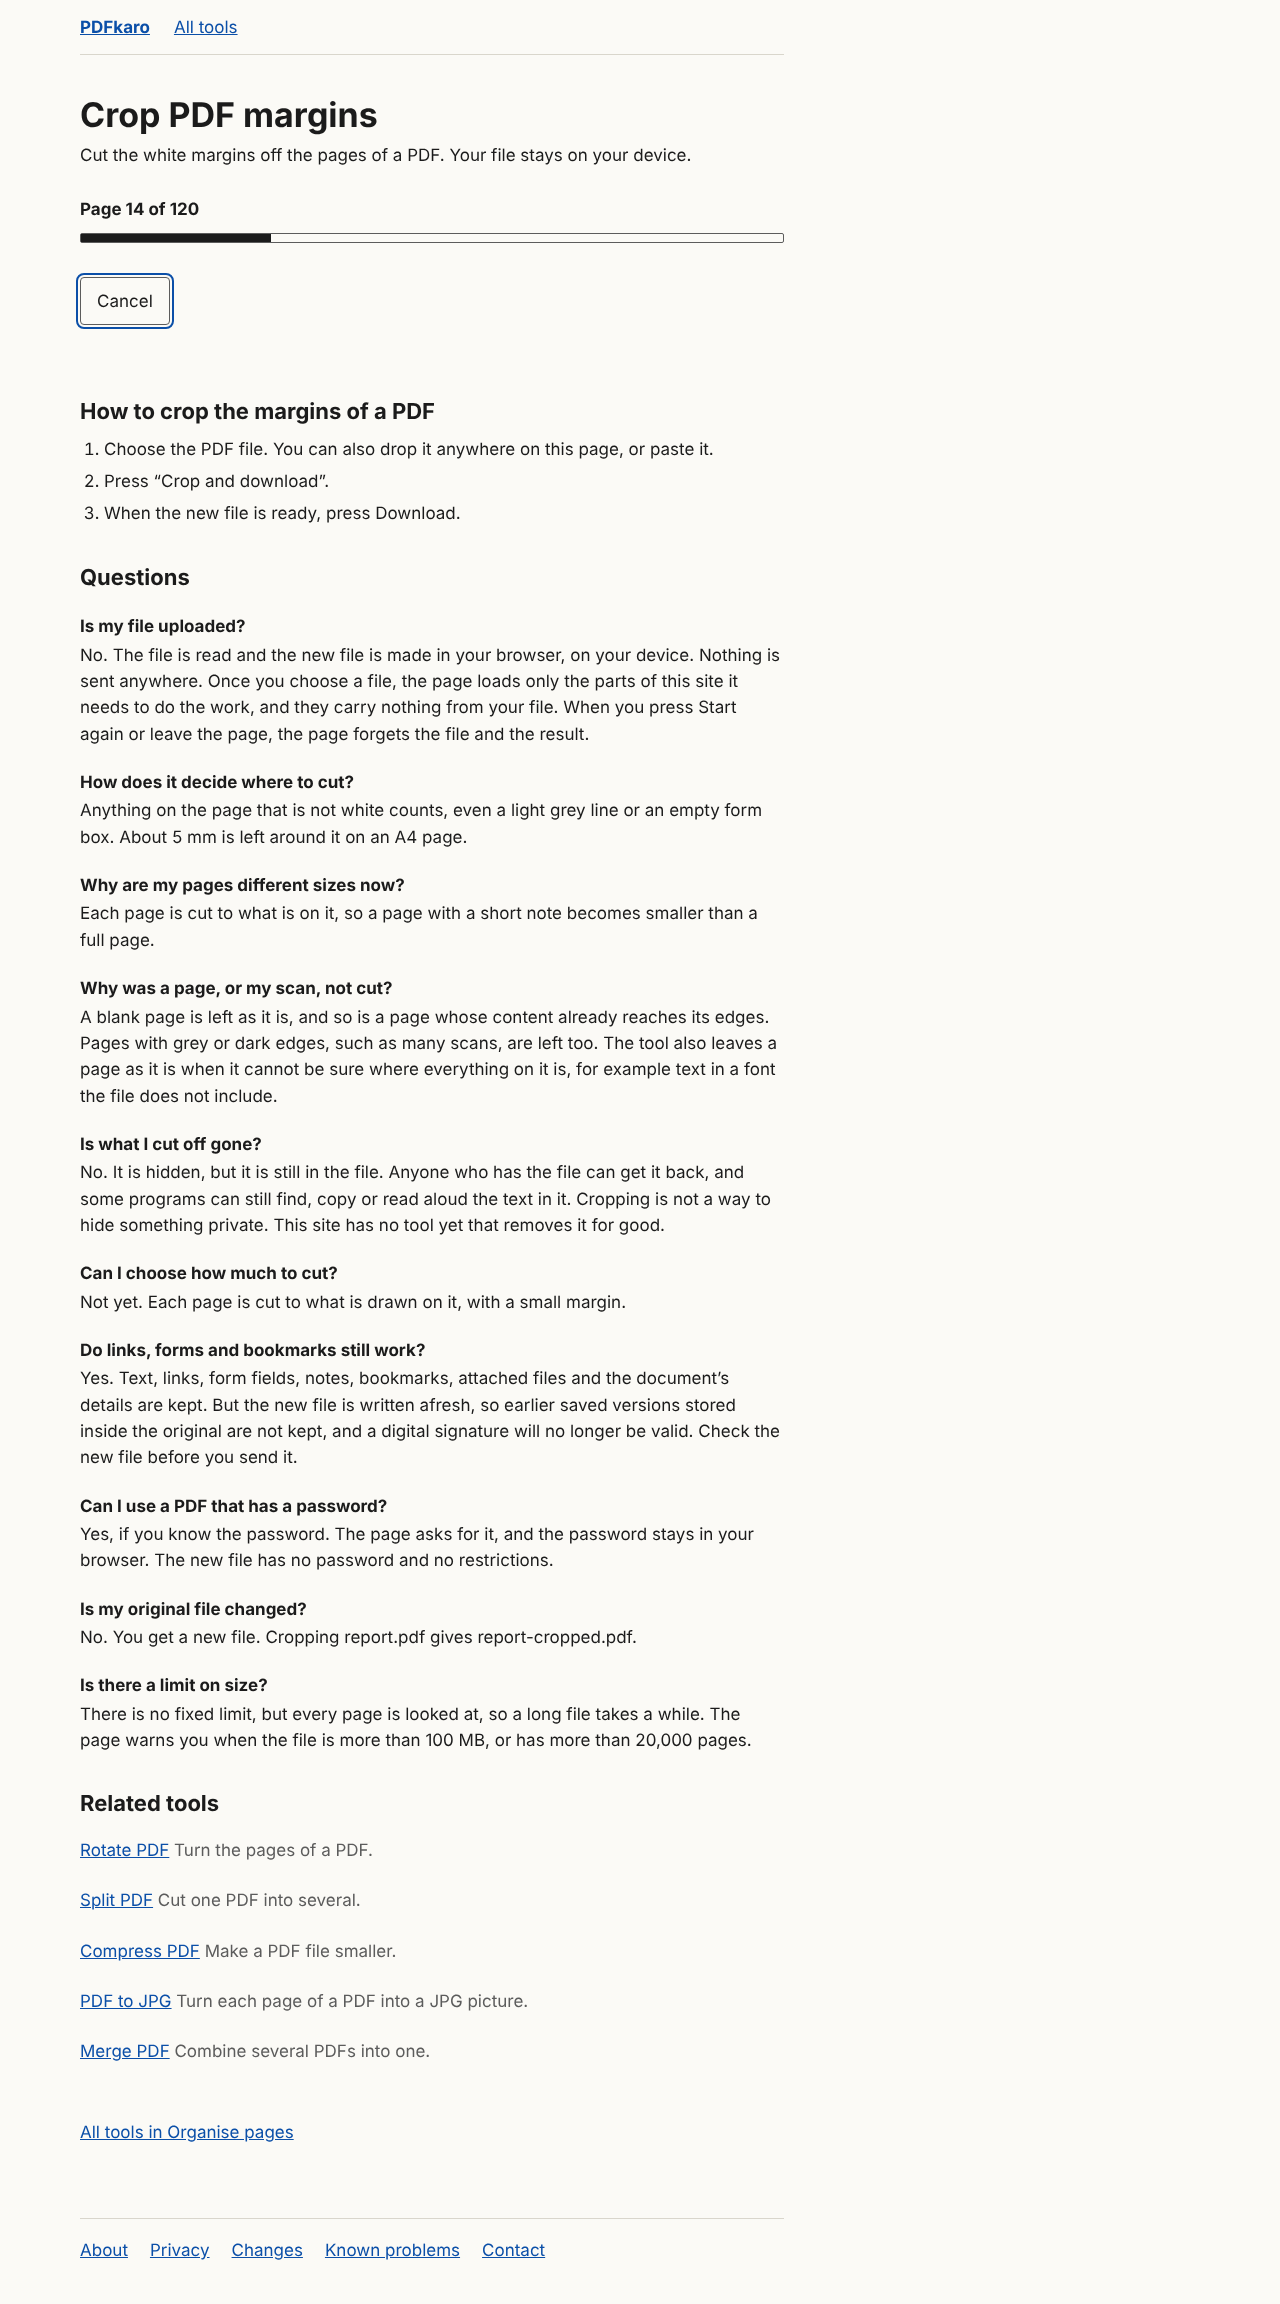 PDFkaro All tools
Crop PDF margins
Cut the white margins off the pages of a PDF. Your file stays on your device.
Page 14 of 120
Cancel
How to crop the margins of a PDF
1. Choose the PDF file. You can also drop it anywhere on this page, or paste it.
2. Press “Crop and download”.
3. When the new file is ready, press Download.
Questions
Is my file uploaded?
No. The file is read and the new file is made in your browser, on your device. Nothing is
sent anywhere. Once you choose a file, the page loads only the parts of this site it
needs to do the work, and they carry nothing from your file. When you press Start
again or leave the page, the page forgets the file and the result.
How does it decide where to cut?
Anything on the page that is not white counts, even a light grey line or an empty form
box. About 5 mm is left around it on an A4 page.
Why are my pages different sizes now?
Each page is cut to what is on it, so a page with a short note becomes smaller than a
full page.
Why was a page, or my scan, not cut?
A blank page is left as it is, and so is a page whose content already reaches its edges.
Pages with grey or dark edges, such as many scans, are left too. The tool also leaves a
page as it is when it cannot be sure where everything on it is, for example text in a font
the file does not include.
Is what I cut off gone?
No. It is hidden, but it is still in the file. Anyone who has the file can get it back, and
some programs can still find, copy or read aloud the text in it. Cropping is not a way to
hide something private. This site has no tool yet that removes it for good.
Can I choose how much to cut?
Not yet. Each page is cut to what is drawn on it, with a small margin.
Do links, forms and bookmarks still work?
Yes. Text, links, form fields, notes, bookmarks, attached files and the document’s
details are kept. But the new file is written afresh, so earlier saved versions stored
inside the original are not kept, and a digital signature will no longer be valid. Check the
new file before you send it.
Can I use a PDF that has a password?
Yes, if you know the password. The page asks for it, and the password stays in your
browser. The new file has no password and no restrictions.
Is my original file changed?
No. You get a new file. Cropping report.pdf gives report-cropped.pdf.
Is there a limit on size?
There is no fixed limit, but every page is looked at, so a long file takes a while. The
page warns you when the file is more than 100 MB, or has more than 20,000 pages.
Related tools
Rotate PDF Turn the pages of a PDF.
Split PDF Cut one PDF into several.
Compress PDF Make a PDF file smaller.
PDF to JPG Turn each page of a PDF into a JPG picture.
Merge PDF Combine several PDFs into one.
All tools in Organise pages
About Privacy Changes Known problems Contact